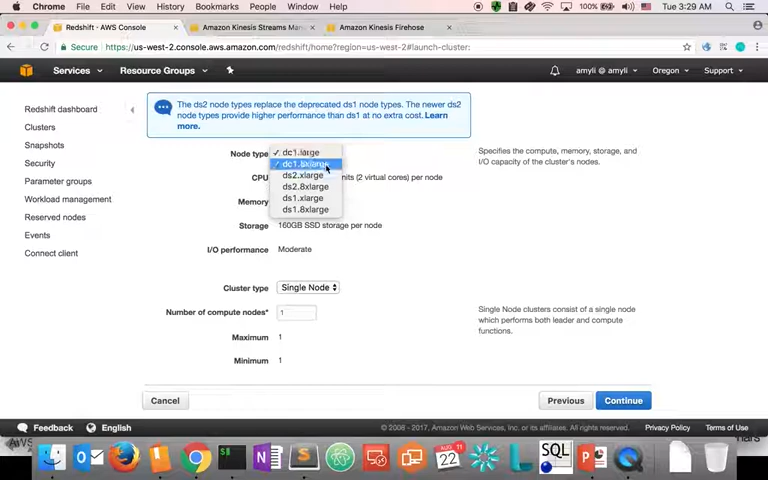 Chrome File Edit View History Bookmarks People Window Help 100% Tue 3:29 AM
Redshift · AWS Console
Amazon Kinesis Streams Man
Amazon Kinesis Firehose
Secure https://us-west-2.console.aws.amazon.com/redshift/home?region=us-west-2#launch-cluster:
Services Resource Groups amyli @ amyli Oregon Support
Redshift dashboard
Clusters
Snapshots
Security
Parameter groups
Workload management
Reserved nodes
Events
Connect client
The ds2 node types replace the deprecated ds1 node types. The newer ds2
node types provide higher performance than ds1 at no extra cost. Learn
more.
Node type
dc1.large
dc1.8xlarge
ds2.xlarge
ds2.8xlarge
ds1.xlarge
ds1.8xlarge
Specifies the compute, memory, storage, and
I/O capacity of the cluster's nodes.
CPU
nits (2 virtual cores) per node
Memory
Storage 160GB SSD storage per node
I/O performance Moderate
Cluster type Single Node
Number of compute nodes* 1
Single Node clusters consist of a single node
which performs both leader and compute
functions.
Maximum 1
Minimum 1
Cancel Previous Continue
Feedback English © 2008 - 2017, Amazon Web Services, Inc. or its affiliates. All rights reserved. Privacy Policy Terms of Use
AUG
22
SQL